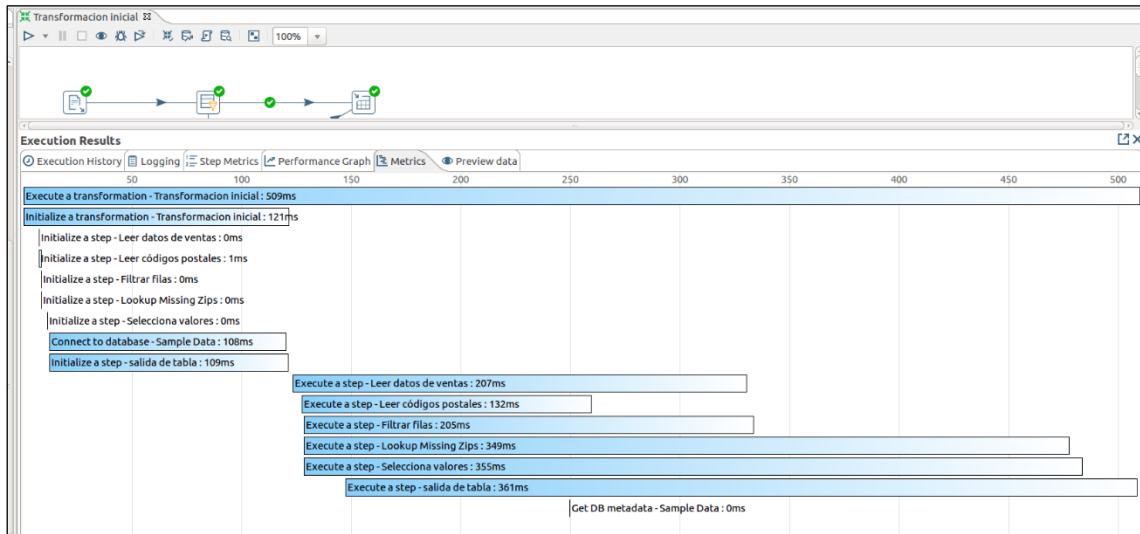 Transformacion Inicial
100%
Execution Results
Execution History Logging Step Metrics Performance Graph Metrics Preview data
50 100 150 200 250 300 350 400 450 500
Execute a transformation - Transformacion inicial : 509ms
Initialize a transformation - Transformacion inicial : 121ms
Initialize a step - Leer datos de ventas : 0ms
Initialize a step - Leer códigos postales : 1ms
Initialize a step - Filtrar filas : 0ms
Initialize a step - Lookup Missing Zips : 0ms
Initialize a step - Selecciona valores : 0ms
Connect to database - Sample Data : 108ms
Initialize a step - salida de tabla : 109ms
Execute a step - Leer datos de ventas : 207ms
Execute a step - Leer códigos postales : 132ms
Execute a step - Filtrar filas : 205ms
Execute a step - Lookup Missing Zips : 349ms
Execute a step - Selecciona valores : 355ms
Execute a step - salida de tabla : 361ms
Get DB metadata - Sample Data : 0ms